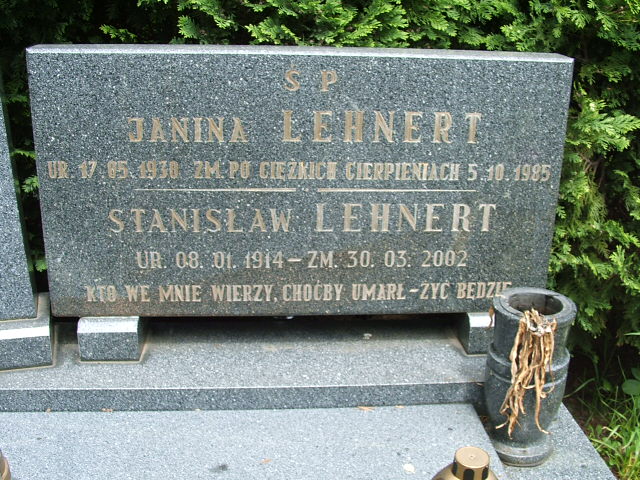 Ś P
JANINA LEHNERT
UR. 17. 05. 1930. ZM. PO CIĘŻKICH CIERPIENIACH 5. 10. 1985
STANISŁAW LEHNERT
UR. 08. 01. 1914 – ZM. 30. 03. 2002
KTO WE MNIE WIERZY, CHOĆBY UMARŁ – ŻYĆ BĘDZIE